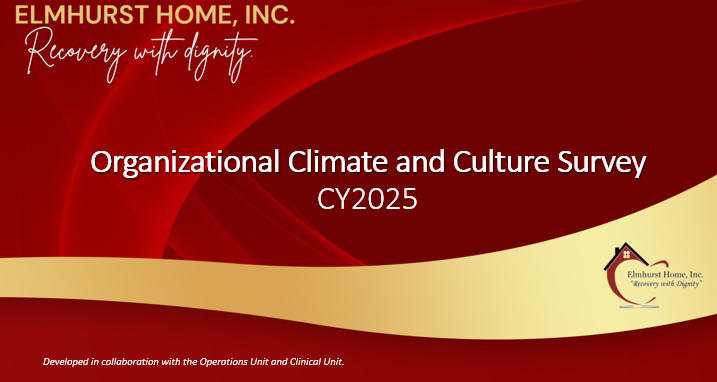 ELMHURST HOME, INC.
Recovery with dignity.
Organizational Climate and Culture Survey
CY2025
Elmhurst Home, Inc.
"Recovery with Dignity"
Developed in collaboration with the Operations Unit and Clinical Unit.